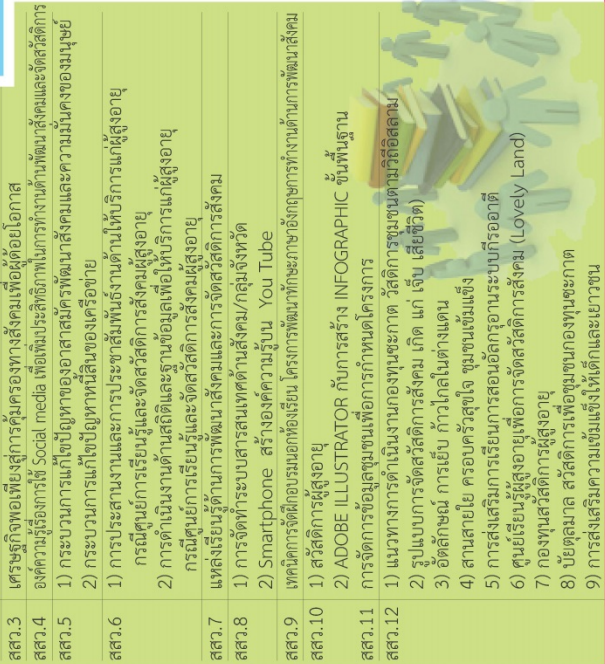 สสว.3 เศรษฐกิจพอเพียงสู่การคุ้มครองทางสังคมเพื่อผู้ด้อยโอกาส
สสว.4 องค์ความรู้เรื่องการใช้ Social media เพื่อเพิ่มประสิทธิภาพในการทำงานด้านพัฒนาสังคมและจัดสวัสดิการ
สสว.5 1) กระบวนการแก้ไขปัญหาของอาสาสมัครพัฒนาสังคมและความมั่นคงของมนุษย์
2) กระบวนการแก้ไขปัญหาหนี้สินของเครือข่าย
สสว.6 1) การประสานงานและการประชาสัมพันธ์งานด้านให้บริการแก่ผู้สูงอายุ
กรณีศูนย์การเรียนรู้และจัดสวัสดิการสังคมผู้สูงอายุ
2) การดำเนินงานด้านสถิติและฐานข้อมูลเพื่อให้บริการแก่ผู้สูงอายุ
กรณีศูนย์การเรียนรู้และจัดสวัสดิการสังคมผู้สูงอายุ
สสว.7 แหล่งเรียนรู้ด้านการพัฒนาสังคมและการจัดสวัสดิการสังคม
สสว.8 1) การจัดทำระบบสารสนเทศด้านสังคม/กลุ่มจังหวัด
2) Smartphone สร้างองค์ความรู้บน You Tube
สสว.9 เทคนิคการจัดฝึกอบรมนอกห้องเรียน โครงการพัฒนาทักษะภาษาอังกฤษการทำงานด้านการพัฒนาสังคม
สสว.10 1) สวัสดิการผู้สูงอายุ
2) ADOBE ILLUSTRATOR กับการสร้าง INFOGRAPHIC ขั้นพื้นฐาน
สสว.11 การจัดการข้อมูลชุมชนเพื่อการกำหนดโครงการ
สสว.12 1) แนวทางการดำเนินงานกองทุนซะกาต วัสดิการชุมชนตามวิถีอิสลาม
2) รูปแบบการจัดสวัสดิการสังคม เกิด แก่ เจ็บ เสียชีวิต)
3) อัตลักษณ์ การเย็บ ก้าวไกลในต่างแดน
4) สานสายใย ครอบครัวสุขใจ ชุมชนเข้มแข็ง
5) การส่งเสริมการเรียนการสอนอัลกรุอานระบบกีรออาตี
6) ศูนย์เรียนรู้ผู้สูงอายุเพื่อการจัดสวัสดิการสังคม (Lovely Land)
7) กองทุนสวัสดิการผู้สูงอายุ
8) บัยตุลมาล สวัสดิการเพื่อชุมชนกองทุนซะกาต
9) การส่งเสริมความเข้มแข็งให้เด็กและเยาวชน